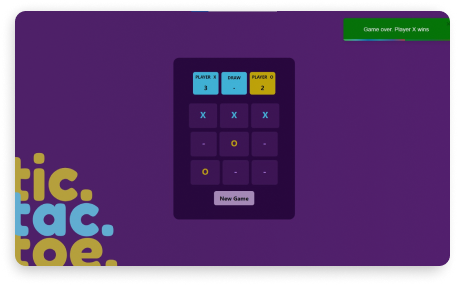 Game over. Player X wins
PLAYER X DRAW PLAYER O
3 - 2
X X X
- O -
O - -
New Game
tic.
tac.
toe.